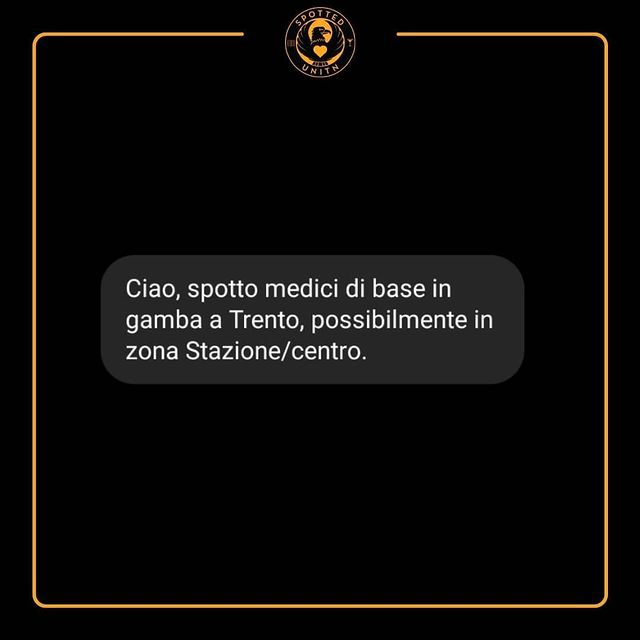 SPOTTED
UNITN
Ciao, spotto medici di base in
gamba a Trento, possibilmente in
zona Stazione/centro.